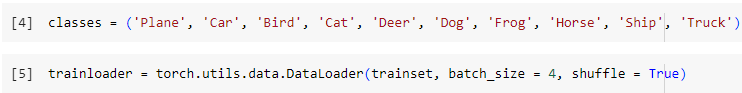 [4] classes = ('Plane', 'Car', 'Bird', 'Cat', 'Deer', 'Dog', 'Frog', 'Horse', 'Ship', 'Truck')
[5] trainloader = torch.utils.data.DataLoader(trainset, batch_size = 4, shuffle = True)